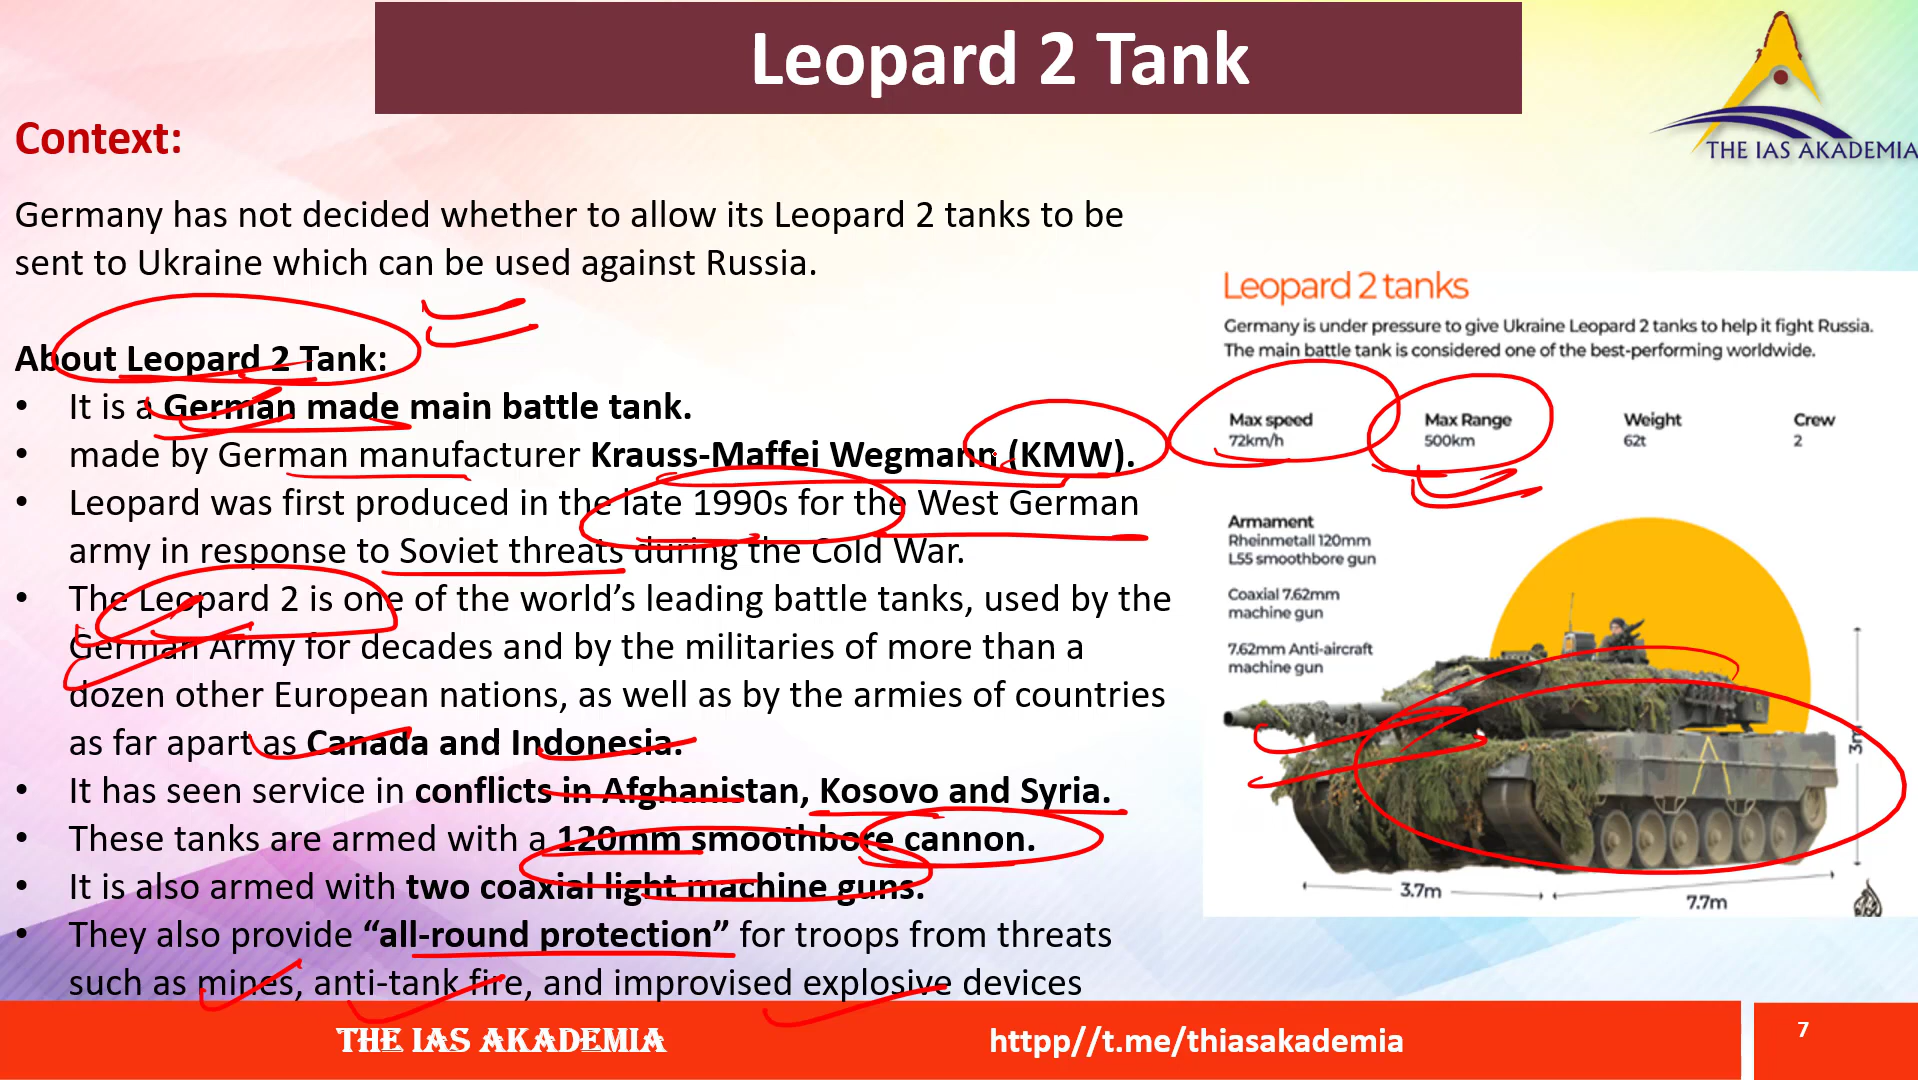 Leopard 2 Tank
THE IAS AKADEMIA
Context:
Germany has not decided whether to allow its Leopard 2 tanks to be
sent to Ukraine which can be used against Russia.
About Leopard 2 Tank:
• It is a German made main battle tank.
• made by German manufacturer Krauss-Maffei Wegmann (KMW).
• Leopard was first produced in the late 1990s for the West German
army in response to Soviet threats during the Cold War.
• The Leopard 2 is one of the world’s leading battle tanks, used by the
German Army for decades and by the militaries of more than a
dozen other European nations, as well as by the armies of countries
as far apart as Canada and Indonesia.
• It has seen service in conflicts in Afghanistan, Kosovo and Syria.
• These tanks are armed with a 120mm smoothbore cannon.
• It is also armed with two coaxial light machine guns.
• They also provide “all-round protection” for troops from threats
such as mines, anti-tank fire, and improvised explosive devices
Leopard 2 tanks
Germany is under pressure to give Ukraine Leopard 2 tanks to help it fight Russia.
The main battle tank is considered one of the best-performing worldwide.
Max speed
72km/h
Max Range
500km
Weight
62t
Crew
2
Armament
Rheinmetall 120mm
L55 smoothbore gun
Coaxial 7.62mm
machine gun
7.62mm Anti-aircraft
machine gun
3m
3.7m
7.7m
THE IAS AKADEMIA
httpp//t.me/thiasakademia
7